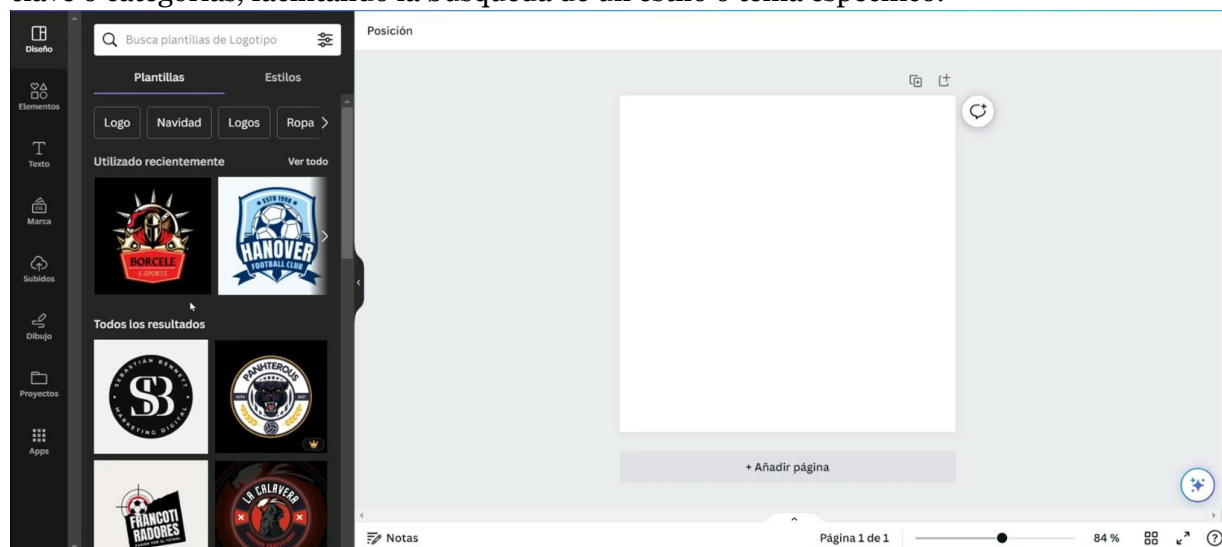 clave o categorías, facilitando la búsqueda de un estilo o tema específico.
Diseño
Elementos
Texto
Marca
Subidos
Dibujo
Proyectos
Apps
Busca plantillas de Logotipo
Plantillas
Estilos
Logo
Navidad
Logos
Ropa
Utilizado recientemente
Ver todo
BORCELE
E-SPORTS
ESTD 1998
HANOVER
FOOTBALL CLUB
Todos los resultados
SEBASTIAN BENNETT
SB
MARKETING DIGITAL
PANHTEROUS
FRANCOTI
RADORES
LA CALAVERA
Posición
+ Añadir página
Notas
Página 1 de 1
84 %